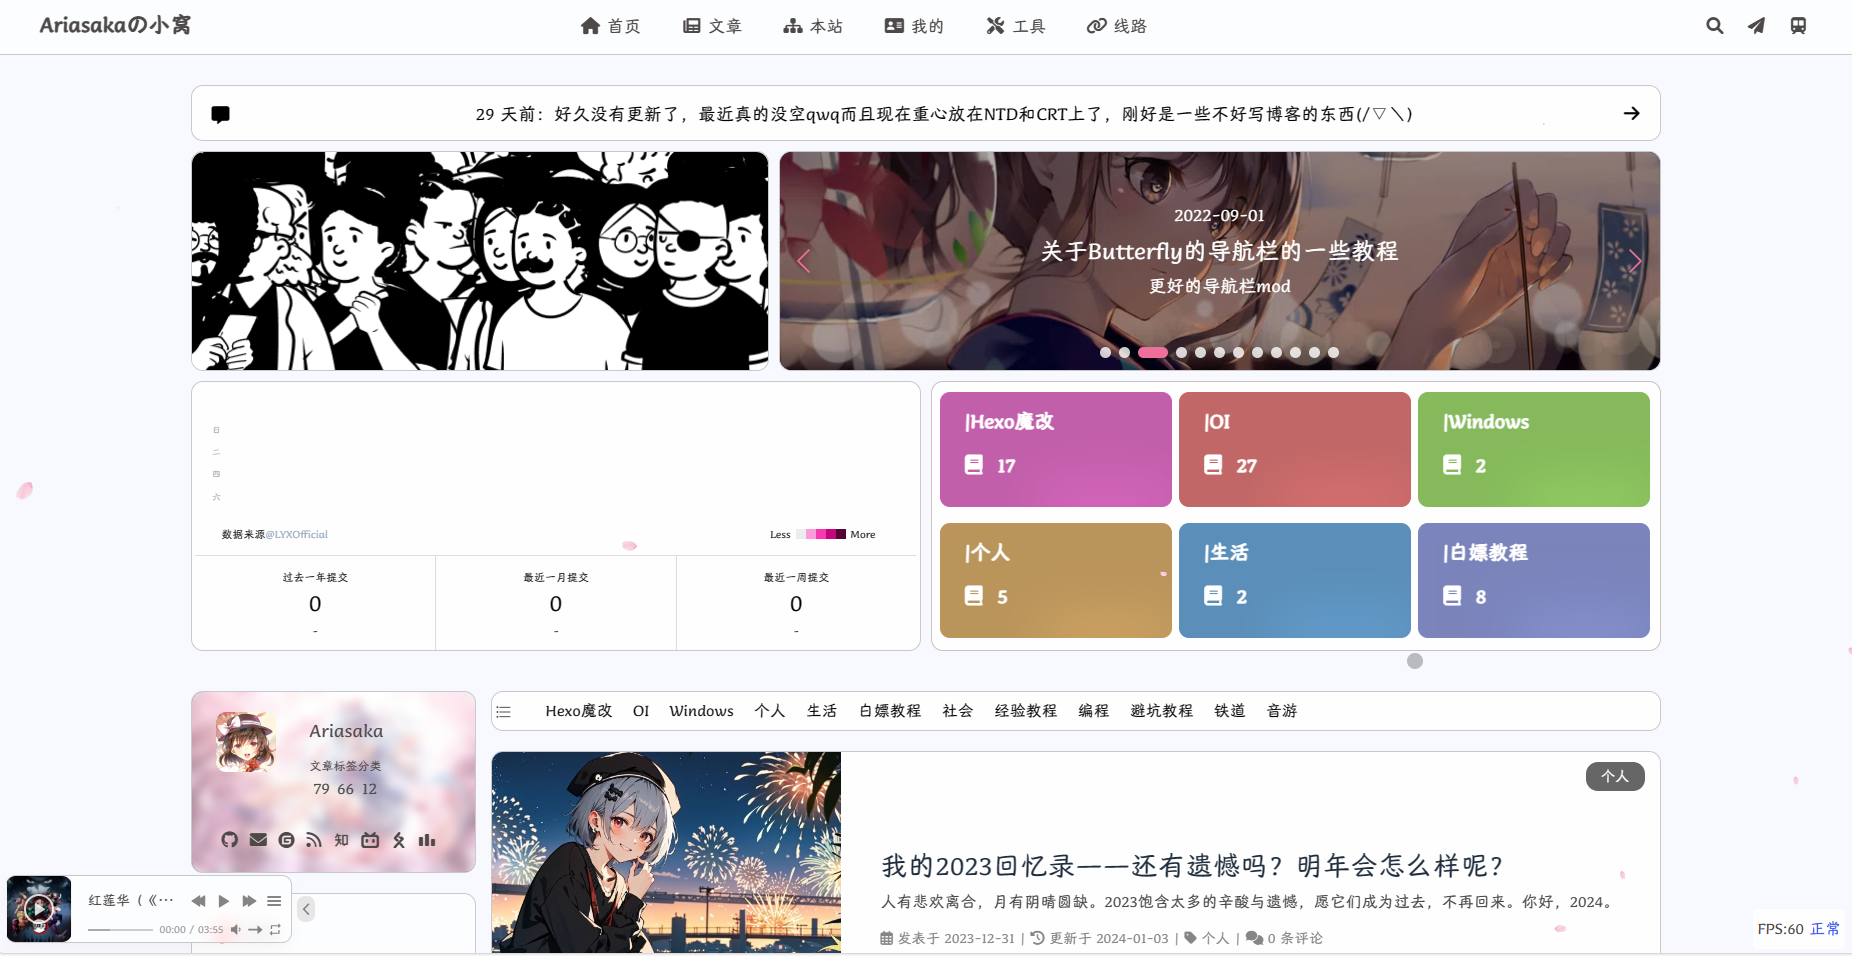 Ariasakaの小窝
首页 文章 本站 我的 工具 线路
29 天前：好久没有更新了，最近真的没空qwq而且现在重心放在NTD和CRT上了，刚好是一些不好写博客的东西(/▽＼)
2022-09-01
关于Butterfly的导航栏的一些教程
更好的导航栏mod
日
二
四
六
数据来源@LYXOfficial
Less More
过去一年提交 最近一月提交 最近一周提交
0 0 0
- - -
|Hexo魔改 |OI |Windows
17 27 2
|个人 |生活 |白嫖教程
5 2 8
Ariasaka
文章标签分类
79 66 12
知
Hexo魔改 OI Windows 个人 生活 白嫖教程 社会 经验教程 编程 避坑教程 铁道 音游
个人
我的2023回忆录——还有遗憾吗？明年会怎么样呢？
人有悲欢离合，月有阴晴圆缺。2023饱含太多的辛酸与遗憾，愿它们成为过去，不再回来。你好，2024。
发表于 2023-12-31 | 更新于 2024-01-03 | 个人 | 0 条评论
红莲华（《···
00:00 / 03:55
FPS:60 正常